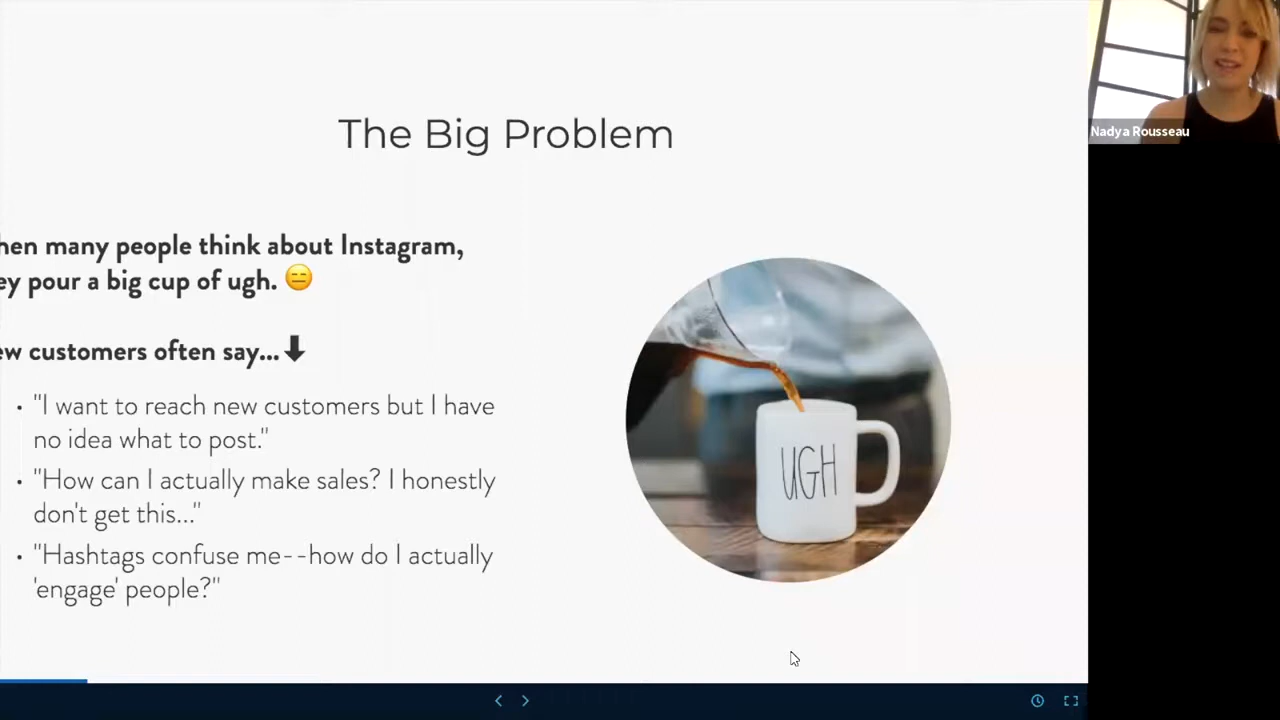 The Big Problem
hen many people think about Instagram,
ey pour a big cup of ugh. 😑
ew customers often say...⬇
• "I want to reach new customers but I have
no idea what to post."
• "How can I actually make sales? I honestly
don't get this..."
• "Hashtags confuse me--how do I actually
'engage' people?"
UGH
Nadya Rousseau